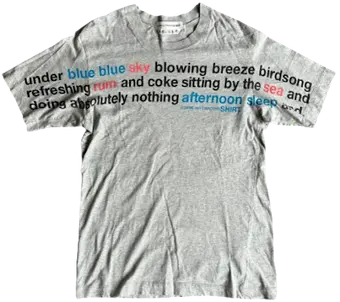 under blue blue sky blowing breeze birdsong
refreshing rum and coke sitting by the sea and
doing absolutely nothing afternoon sleep
SHIRT